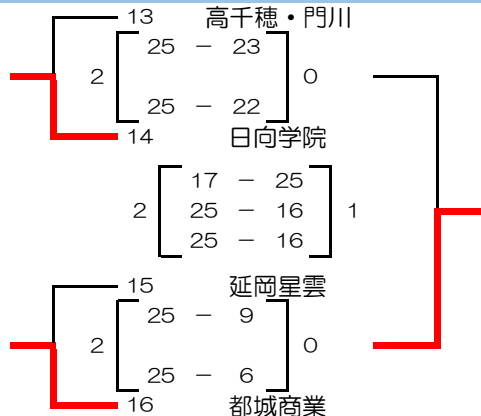 13 高千穂・門川
25 － 23
2 0
25 － 22
14 日向学院
17 － 25
2 25 － 16 1
25 － 16
15 延岡星雲
25 － 9
2 0
25 － 6
16 都城商業